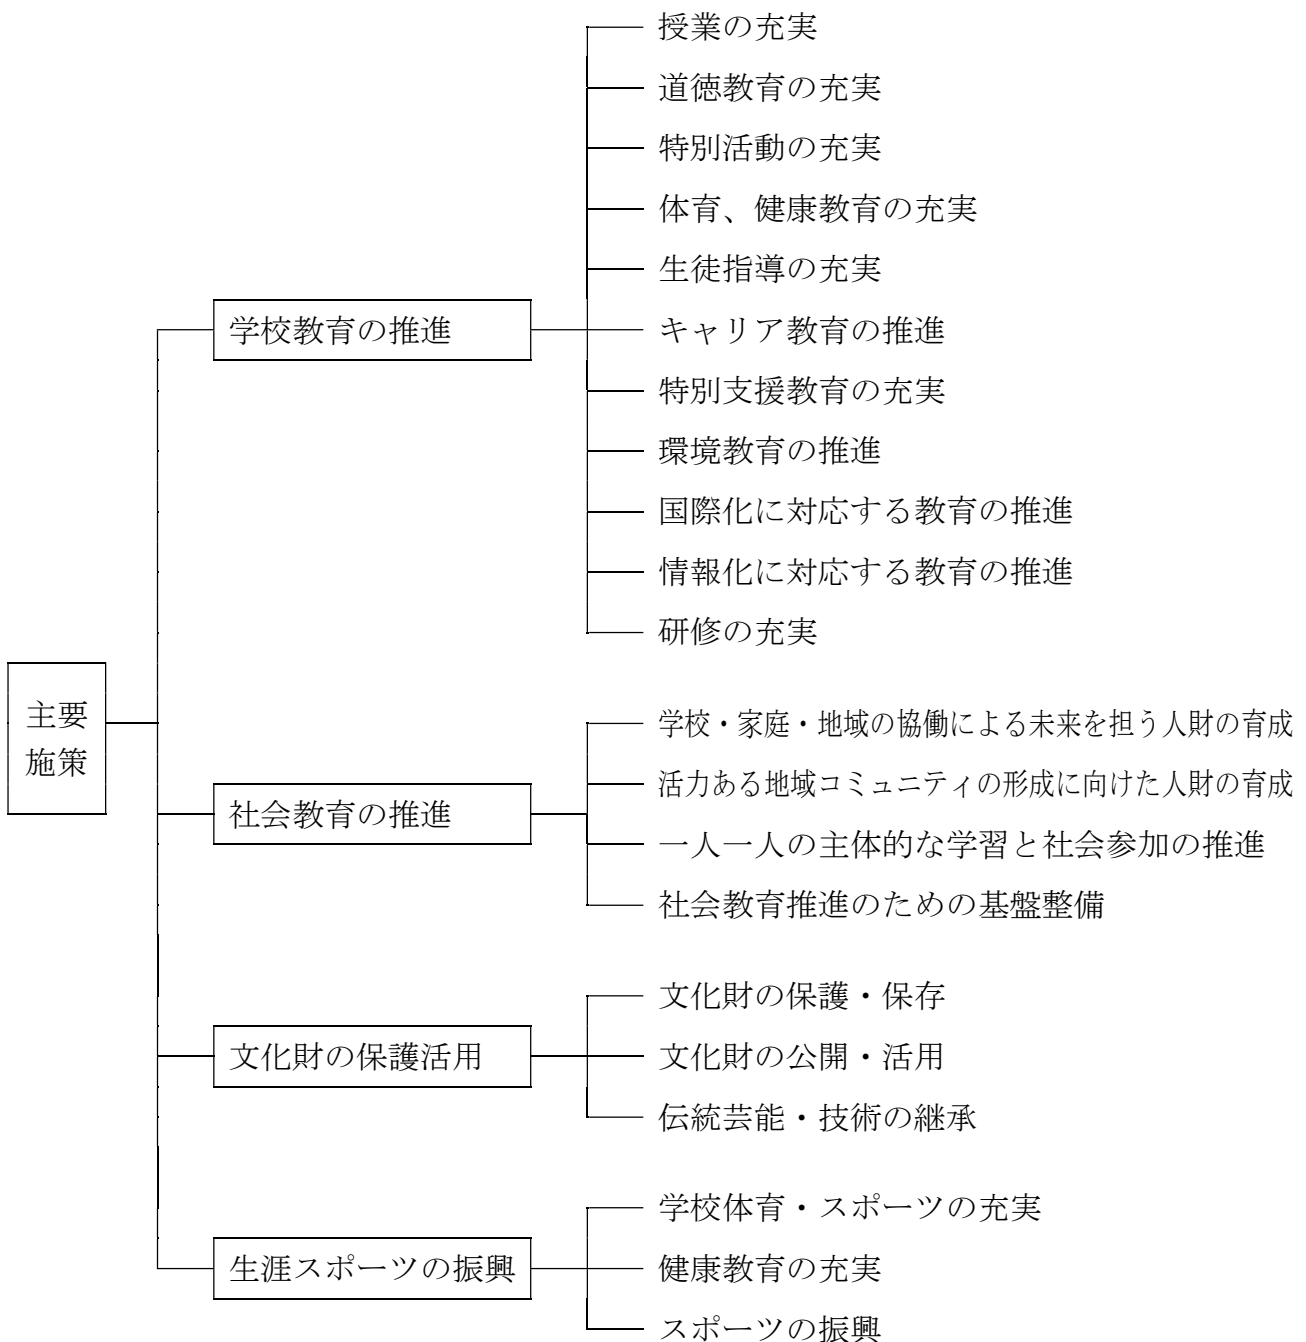 主要
施策
学校教育の推進
授業の充実
道徳教育の充実
特別活動の充実
体育、健康教育の充実
生徒指導の充実
キャリア教育の推進
特別支援教育の充実
環境教育の推進
国際化に対応する教育の推進
情報化に対応する教育の推進
研修の充実
社会教育の推進
学校・家庭・地域の協働による未来を担う人財の育成
活力ある地域コミュニティの形成に向けた人財の育成
一人一人の主体的な学習と社会参加の推進
社会教育推進のための基盤整備
文化財の保護活用
文化財の保護・保存
文化財の公開・活用
伝統芸能・技術の継承
生涯スポーツの振興
学校体育・スポーツの充実
健康教育の充実
スポーツの振興